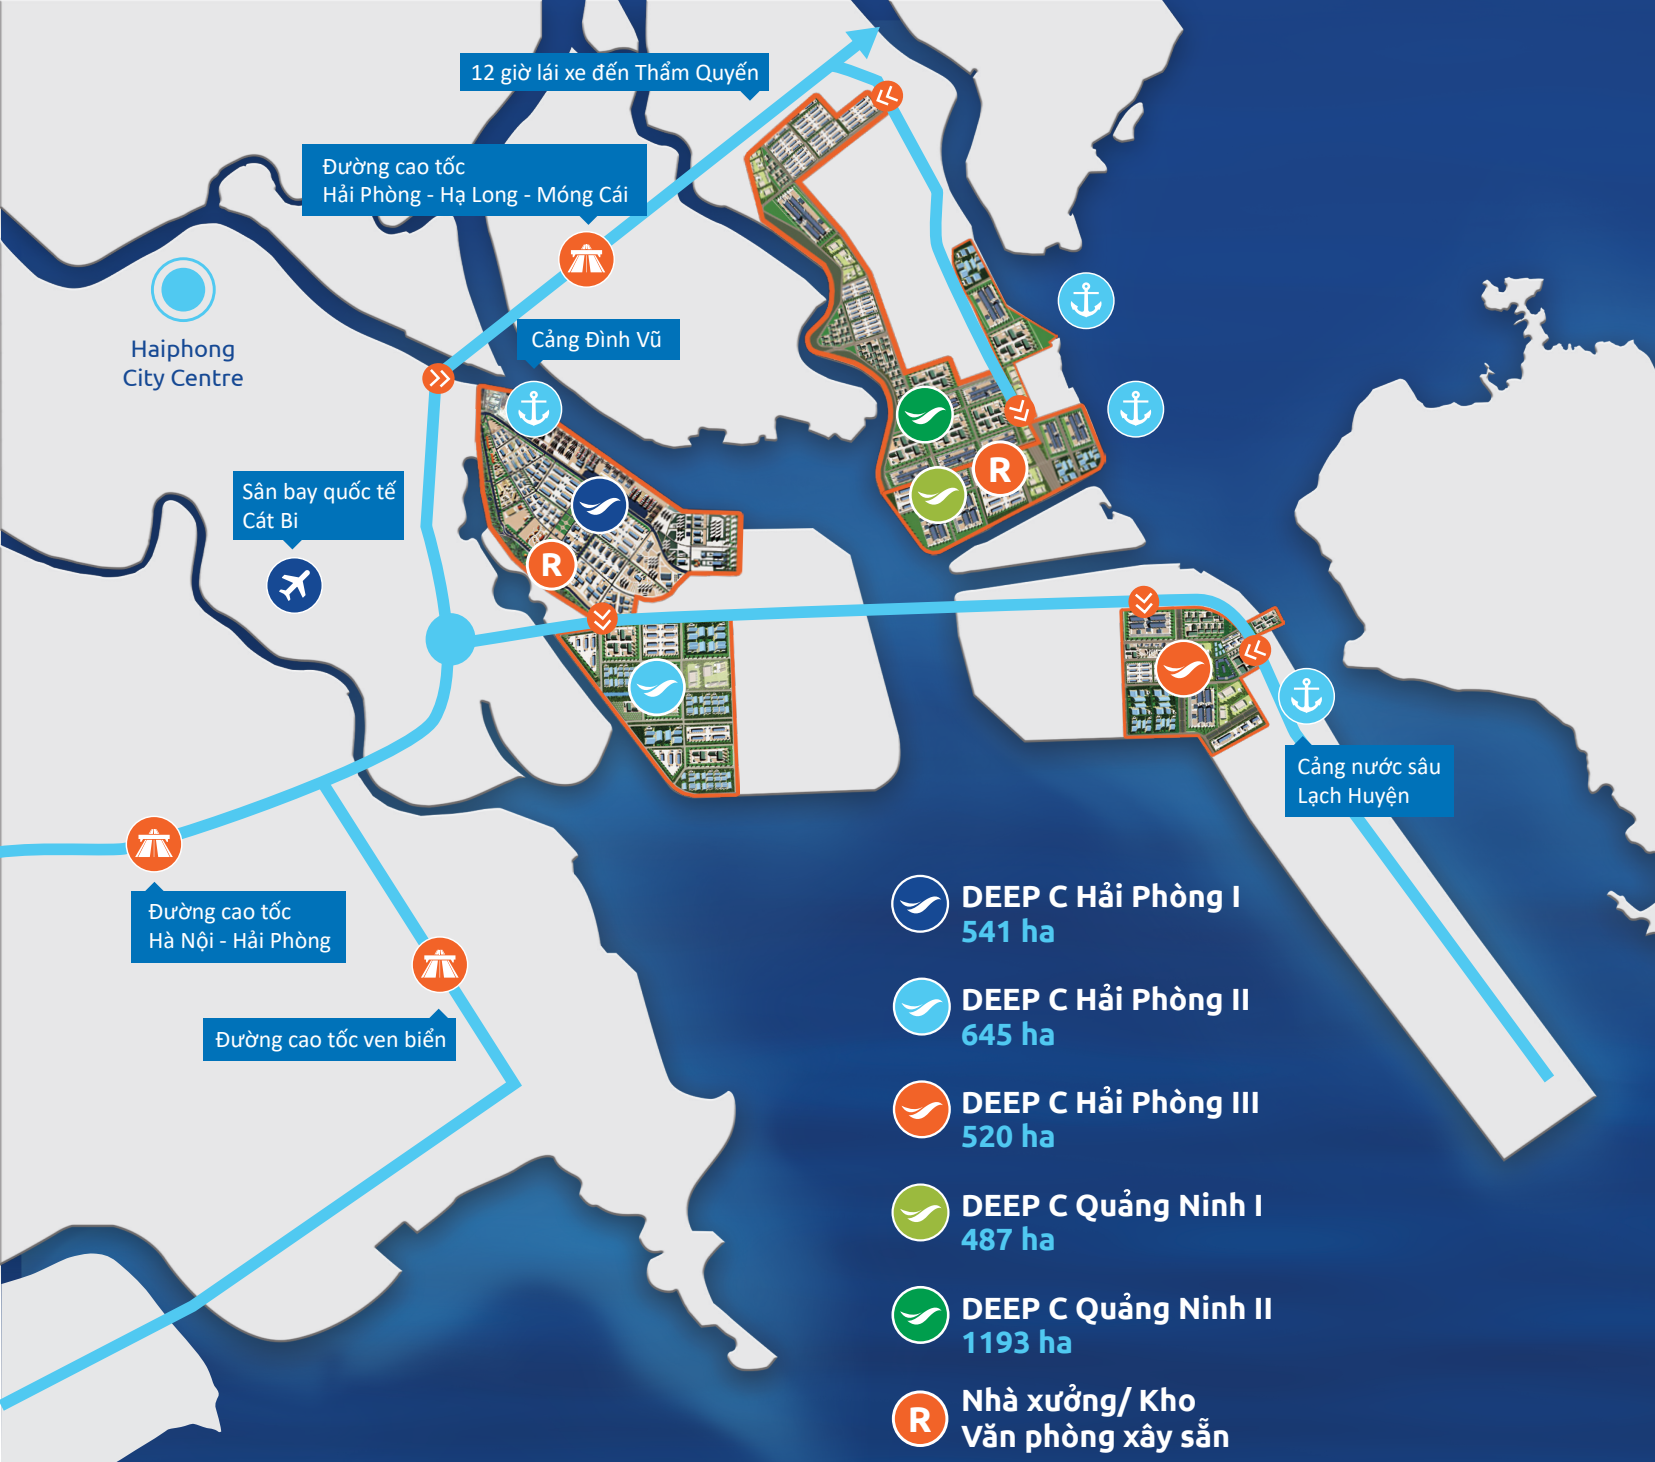 12 giờ lái xe đến Thẩm Quyến
Đường cao tốc
Hải Phòng - Hạ Long - Móng Cái
Haiphong
City Centre
Cảng Đình Vũ
Sân bay quốc tế
Cát Bi
R
R
Cảng nước sâu
Lạch Huyện
Đường cao tốc
Hà Nội - Hải Phòng
Đường cao tốc ven biển
DEEP C Hải Phòng I
541 ha
DEEP C Hải Phòng II
645 ha
DEEP C Hải Phòng III
520 ha
DEEP C Quảng Ninh I
487 ha
DEEP C Quảng Ninh II
1193 ha
R
Nhà xưởng/ Kho
Văn phòng xây sẵn